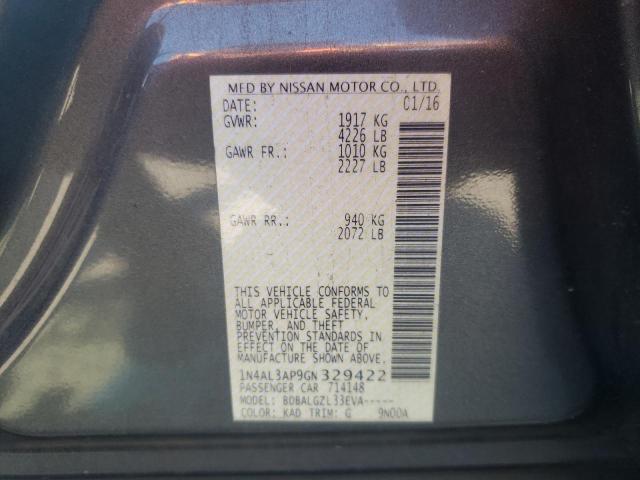 MFD BY NISSAN MOTOR CO., LTD.
DATE: 01/16
GVWR: 1917 KG
4226 LB
GAWR FR.: 1010 KG
2227 LB
GAWR RR.: 940 KG
2072 LB
THIS VEHICLE CONFORMS TO
ALL APPLICABLE FEDERAL
MOTOR VEHICLE SAFETY,
BUMPER, AND THEFT
PREVENTION STANDARDS IN
EFFECT ON THE DATE OF
MANUFACTURE SHOWN ABOVE.
1N4AL3AP9GN329422
PASSENGER CAR 714148
MODEL: BDBALGZL33EVA-----
COLOR: KAD TRIM: G 9N00A